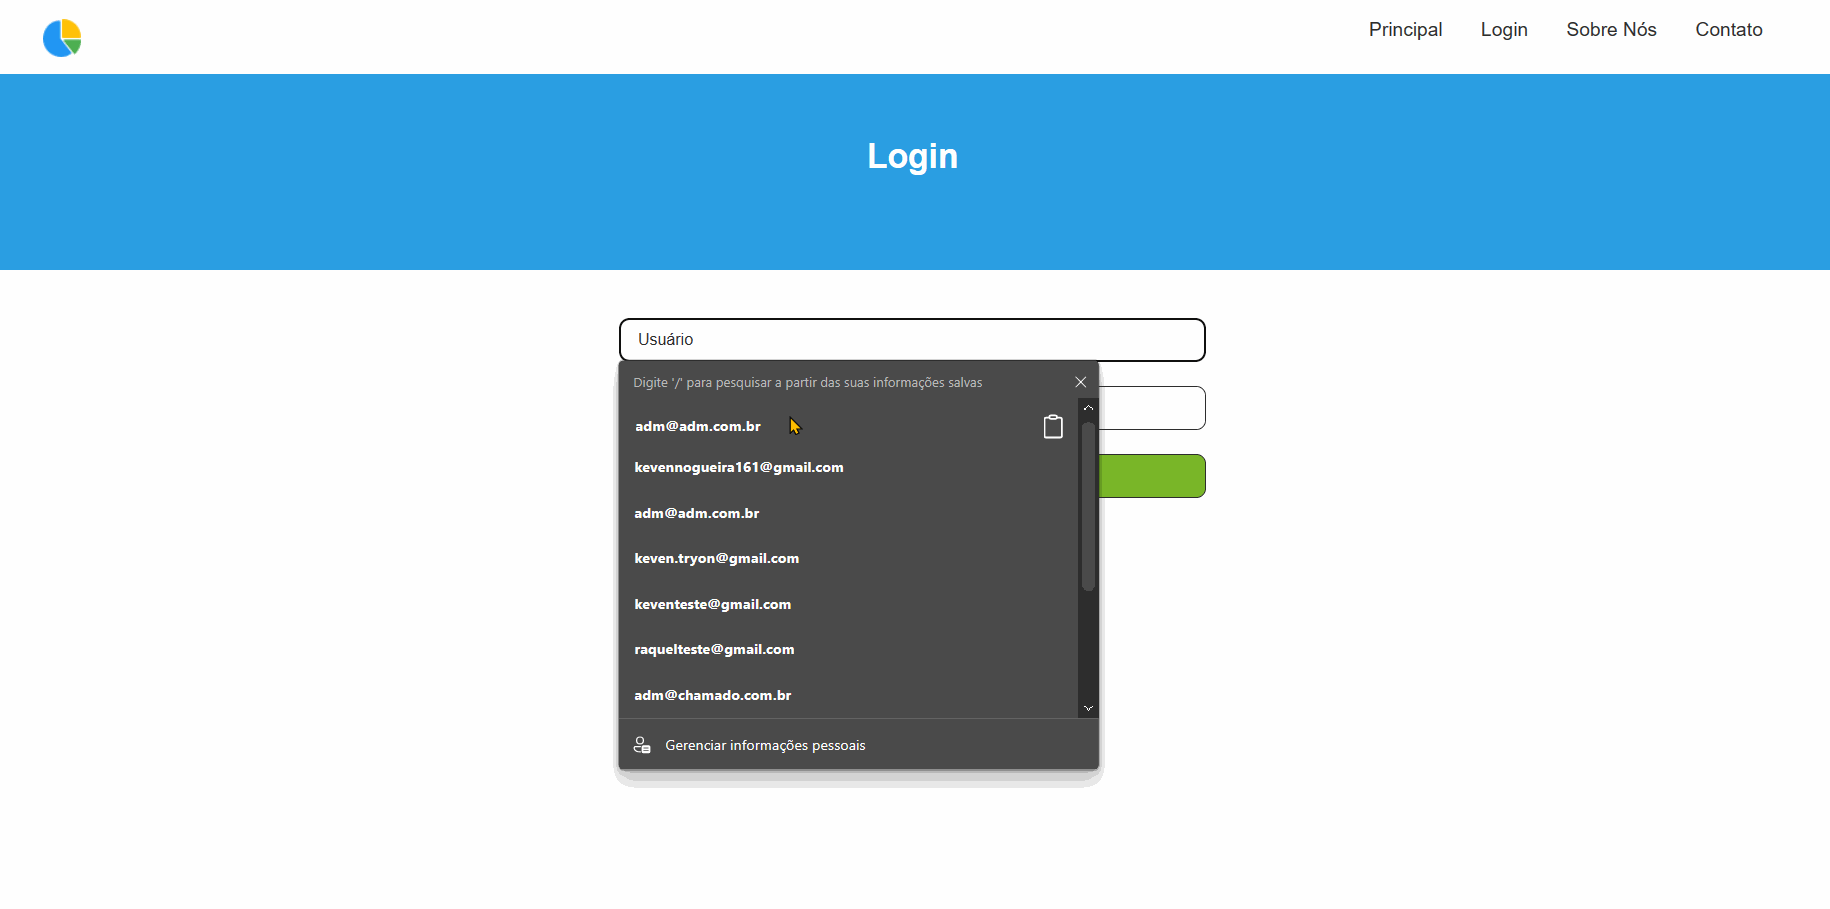 Principal Login Sobre Nós Contato
Login
Usuário
Digite '/' para pesquisar a partir das suas informações salvas
adm@adm.com.br
kevennogueira161@gmail.com
adm@adm.com.br
keven.tryon@gmail.com
keventeste@gmail.com
raquelteste@gmail.com
adm@chamado.com.br
Gerenciar informações pessoais